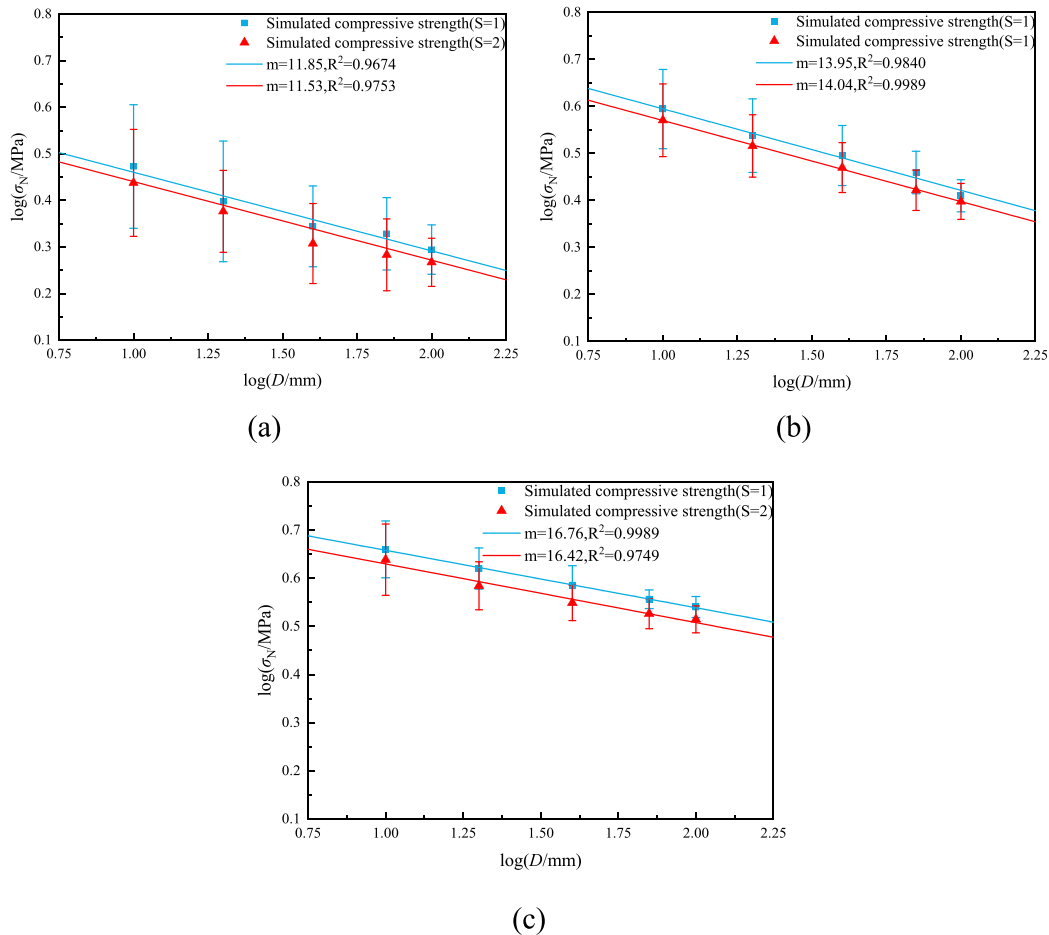 Simulated compressive strength(S=1)
Simulated compressive strength(S=2)
m=11.85,R²=0.9674
m=11.53,R²=0.9753
0.8
0.7
0.6
0.5
0.4
0.3
0.2
0.1
log(σN/MPa)
0.75 1.00 1.25 1.50 1.75 2.00 2.25
log(D/mm)
(a)
Simulated compressive strength(S=1)
Simulated compressive strength(S=1)
m=13.95,R²=0.9840
m=14.04,R²=0.9989
0.8
0.7
0.6
0.5
0.4
0.3
0.2
0.1
log(σN/MPa)
0.75 1.00 1.25 1.50 1.75 2.00 2.25
log(D/mm)
(b)
Simulated compressive strength(S=1)
Simulated compressive strength(S=2)
m=16.76,R²=0.9989
m=16.42,R²=0.9749
0.8
0.7
0.6
0.5
0.4
0.3
0.2
0.1
log(σN/MPa)
0.75 1.00 1.25 1.50 1.75 2.00 2.25
log(D/mm)
(c)